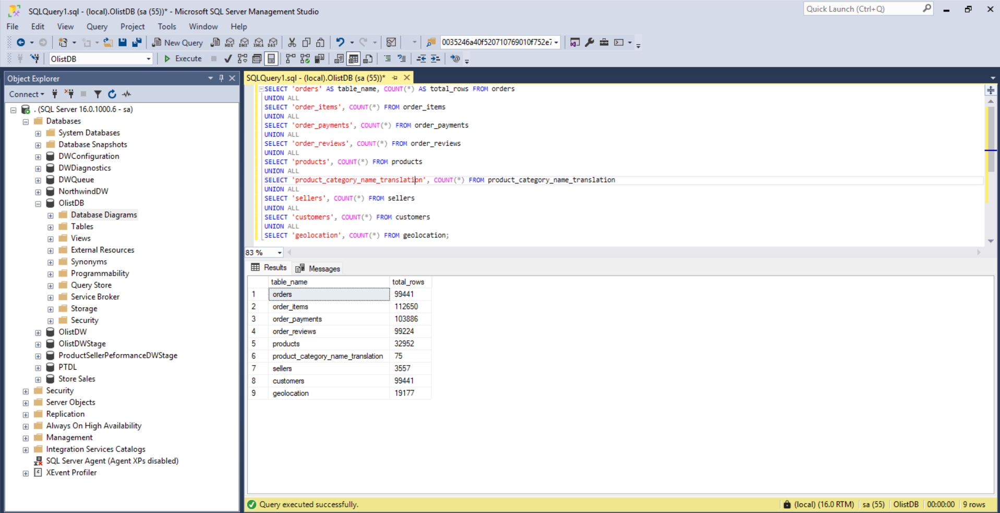 SQLQuery1.sql - (local).OlistDB (sa (55))* - Microsoft SQL Server Management Studio
Quick Launch (Ctrl+Q)
File Edit View Query Project Tools Window Help
New Query MDX DMX XMLA DAX 0035246a40f520710769010f752e7
OlistDB Execute
Object Explorer
Connect
. (SQL Server 16.0.1000.6 - sa)
Databases
System Databases
Database Snapshots
DWConfiguration
DWDiagnostics
DWQueue
NorthwindDW
OlistDB
Database Diagrams
Tables
Views
External Resources
Synonyms
Programmability
Query Store
Service Broker
Storage
Security
OlistDW
OlistDWStage
ProductSellerPeformanceDWStage
PTDL
Store Sales
Security
Server Objects
Replication
Always On High Availability
Management
Integration Services Catalogs
SQL Server Agent (Agent XPs disabled)
XEvent Profiler
SQLQuery1.sql - (local).OlistDB (sa (55))*
SELECT 'orders' AS table_name, COUNT(*) AS total_rows FROM orders
UNION ALL
SELECT 'order_items', COUNT(*) FROM order_items
UNION ALL
SELECT 'order_payments', COUNT(*) FROM order_payments
UNION ALL
SELECT 'order_reviews', COUNT(*) FROM order_reviews
UNION ALL
SELECT 'products', COUNT(*) FROM products
UNION ALL
SELECT 'product_category_name_translation', COUNT(*) FROM product_category_name_translation
UNION ALL
SELECT 'sellers', COUNT(*) FROM sellers
UNION ALL
SELECT 'customers', COUNT(*) FROM customers
UNION ALL
SELECT 'geolocation', COUNT(*) FROM geolocation;
83 %
Results Messages
table_name total_rows
1 orders 99441
2 order_items 112650
3 order_payments 103886
4 order_reviews 99224
5 products 32952
6 product_category_name_translation 75
7 sellers 3557
8 customers 99441
9 geolocation 19177
Query executed successfully. (local) (16.0 RTM) sa (55) OlistDB 00:00:00 9 rows